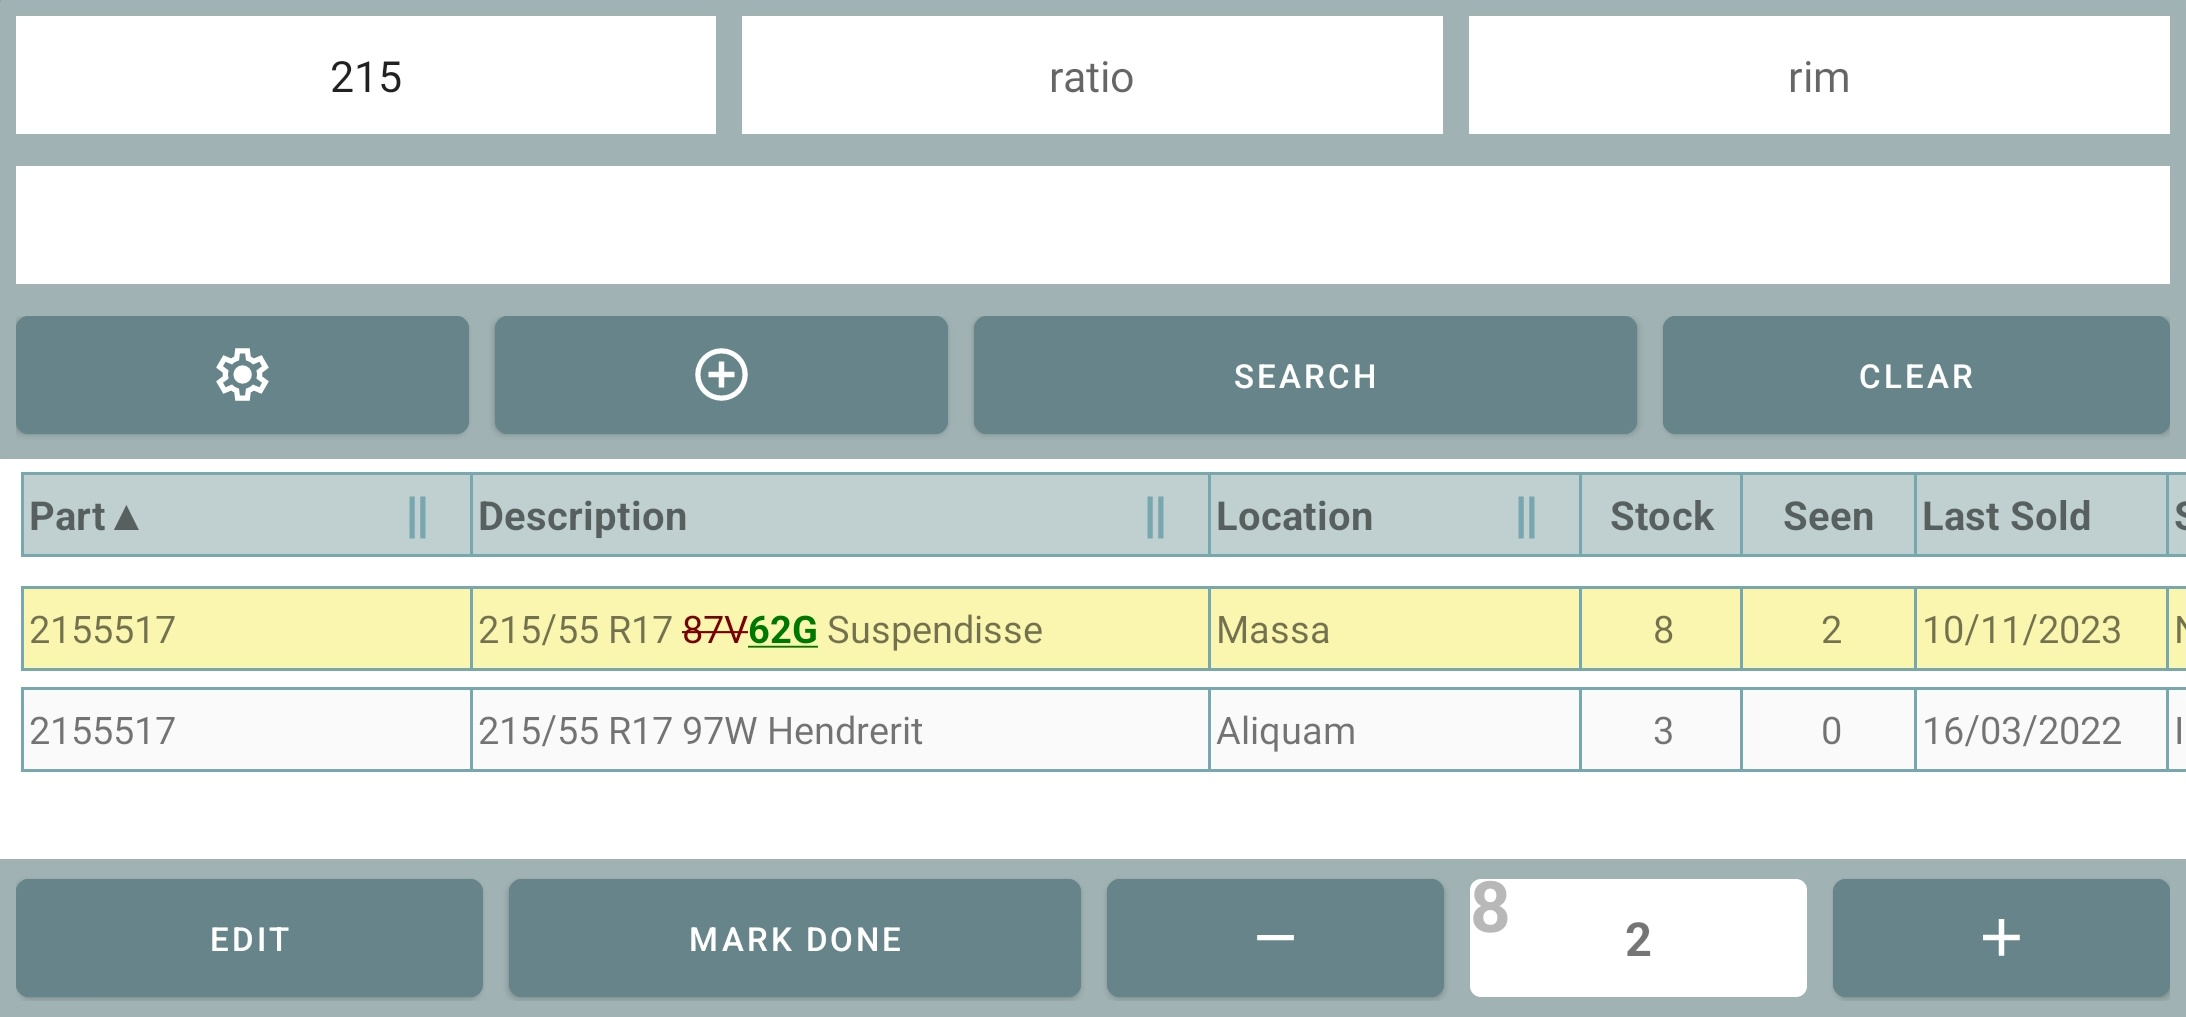 215 ratio rim
SEARCH CLEAR
Part ▲ Description Location Stock Seen Last Sold
2155517 215/55 R17 87V62G Suspendisse Massa 8 2 10/11/2023
2155517 215/55 R17 97W Hendrerit Aliquam 3 0 16/03/2022
EDIT MARK DONE − 8 2 +